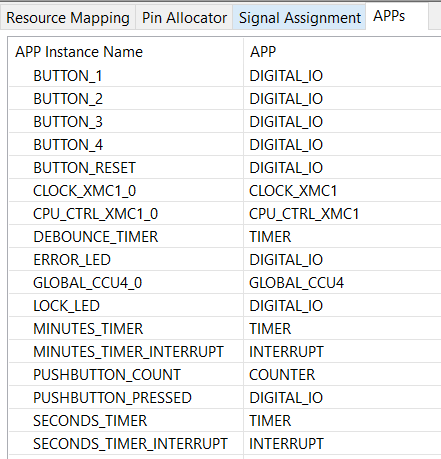 Resource Mapping Pin Allocator Signal Assignment APPs
APP Instance Name APP
BUTTON_1 DIGITAL_IO
BUTTON_2 DIGITAL_IO
BUTTON_3 DIGITAL_IO
BUTTON_4 DIGITAL_IO
BUTTON_RESET DIGITAL_IO
CLOCK_XMC1_0 CLOCK_XMC1
CPU_CTRL_XMC1_0 CPU_CTRL_XMC1
DEBOUNCE_TIMER TIMER
ERROR_LED DIGITAL_IO
GLOBAL_CCU4_0 GLOBAL_CCU4
LOCK_LED DIGITAL_IO
MINUTES_TIMER TIMER
MINUTES_TIMER_INTERRUPT INTERRUPT
PUSHBUTTON_COUNT COUNTER
PUSHBUTTON_PRESSED DIGITAL_IO
SECONDS_TIMER TIMER
SECONDS_TIMER_INTERRUPT INTERRUPT